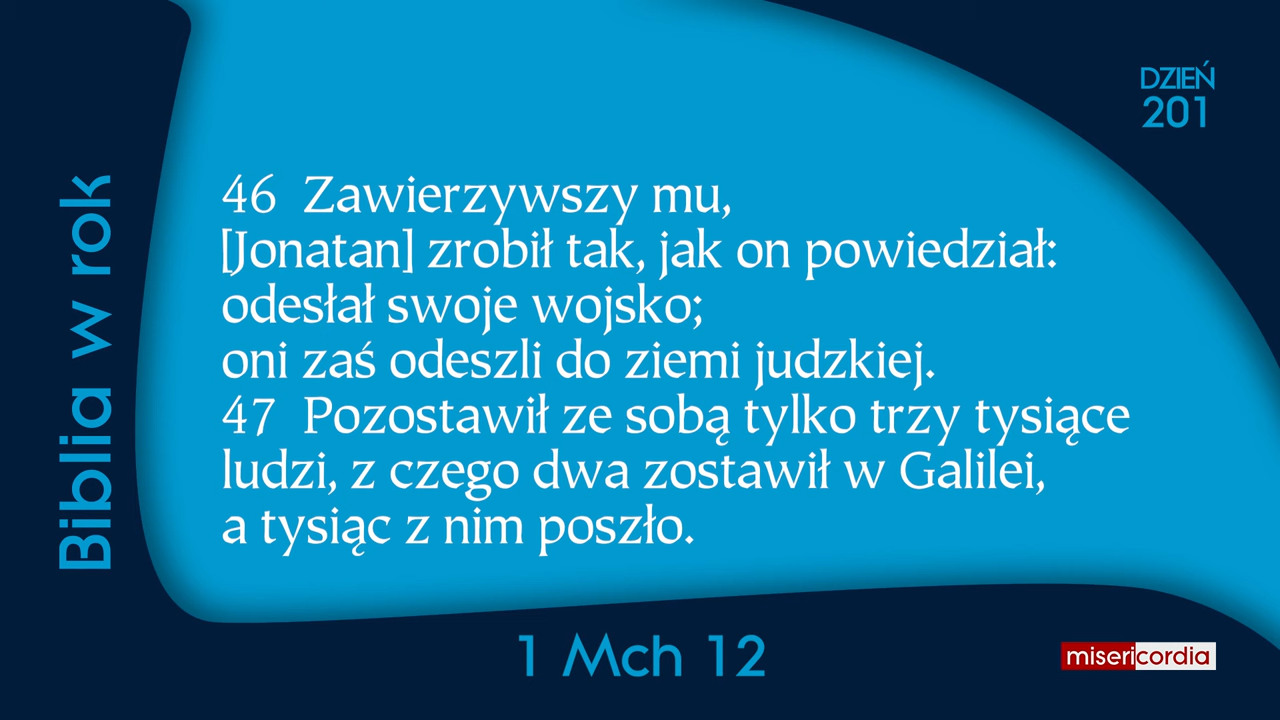 DZIEŃ
201
Biblia w rok
46 Zawierzywszy mu,
[Jonatan] zrobił tak, jak on powiedział:
odesłał swoje wojsko;
oni zaś odeszli do ziemi judzkiej.
47 Pozostawił ze sobą tylko trzy tysiące
ludzi, z czego dwa zostawił w Galilei,
a tysiąc z nim poszło.
1 Mch 12
misericordia